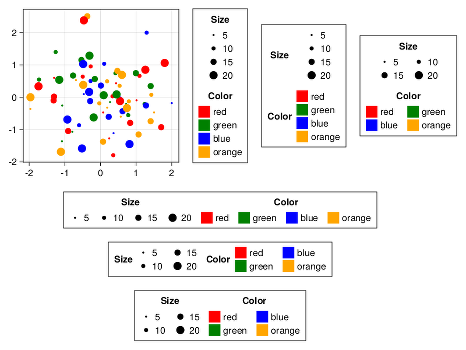 2
1
0
-1
-2
-2 -1 0 1 2
Size
5
10
15
20
Color
red
green
blue
orange
Size
5
10
15
20
Color
red
green
blue
orange
Size
5 10
15 20
Color
red green
blue orange
Size Color
5 10 15 20 red green blue orange
Size 5 15 Color red blue
10 20 green orange
Size Color
5 15 red blue
10 20 green orange